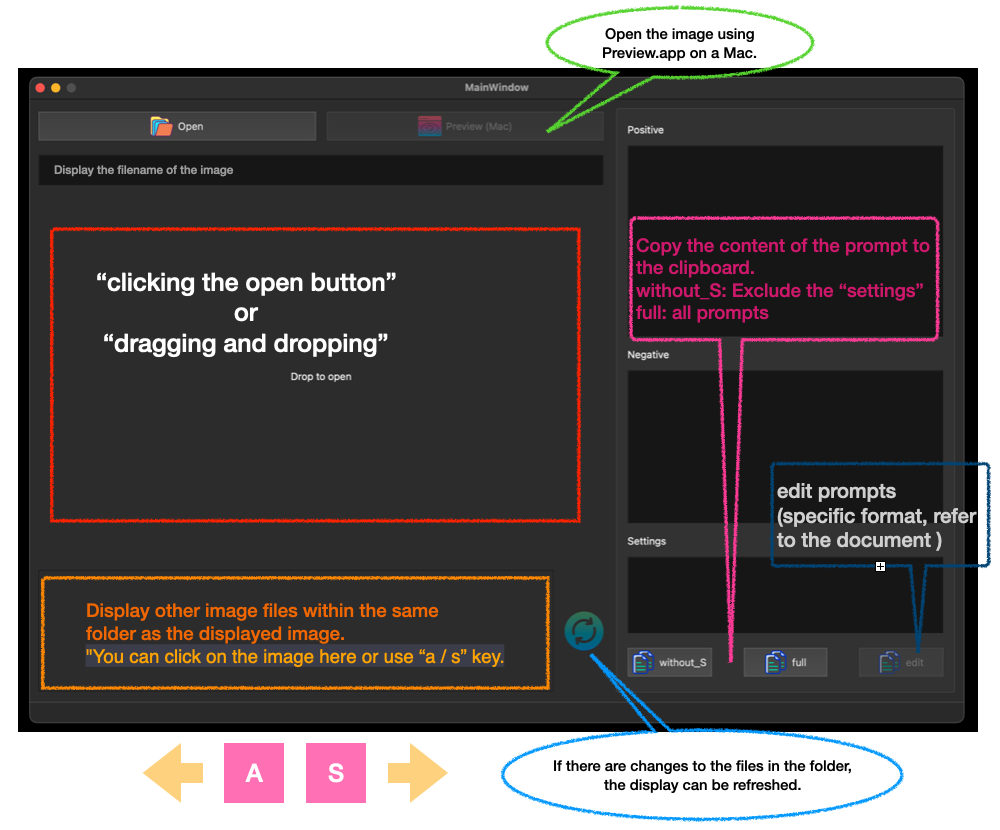 Open the image using
Preview.app on a Mac.
MainWindow
Open
Preview (Mac)
Display the filename of the image
“clicking the open button”
or
“dragging and dropping”
Drop to open
Display other image files within the same
folder as the displayed image.
"You can click on the image here or use “a / s” key.
Positive
Copy the content of the prompt to
the clipboard.
without_S: Exclude the “settings”
full: all prompts
Negative
edit prompts
(specific format, refer
to the document )
Settings
without_S
full
edit
A
S
If there are changes to the files in the folder,
the display can be refreshed.